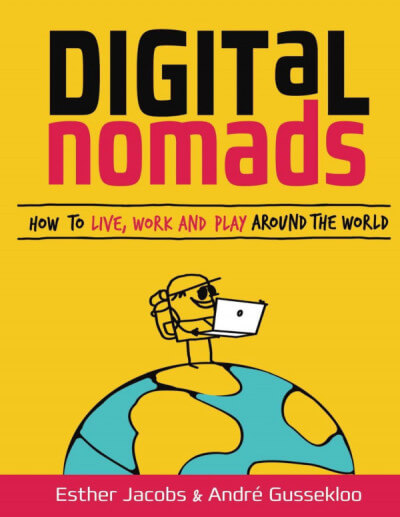 DIGITaL
nomads
HOW TO LIVE, WORK AND PLAY AROUND THE WORLD
Esther Jacobs & André Gussekloo